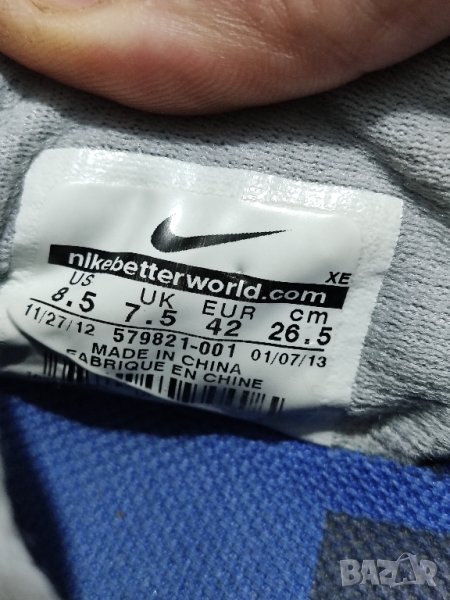 XE
nikebetterworld.com
US UK EUR cm
8.5 7.5 42 26.5
11/27/12 579821-001 01/07/13
MADE IN CHINA
FABRIQUE EN CHINE
BAZAR